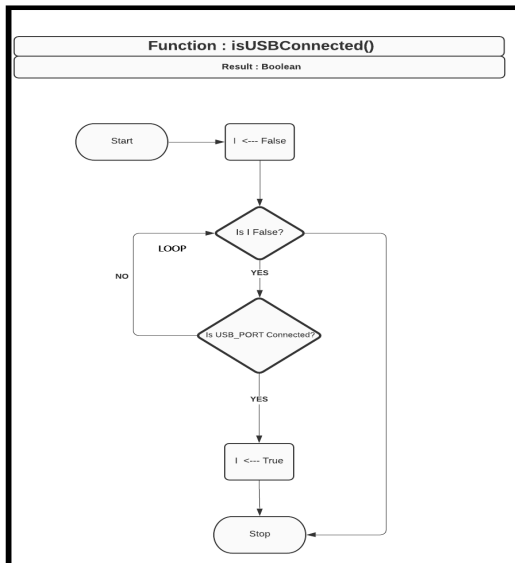 Function : isUSBConnected()
Result : Boolean
Start
I <--- False
Is I False?
LOOP
YES
NO
Is USB_PORT Connected?
YES
I <--- True
Stop